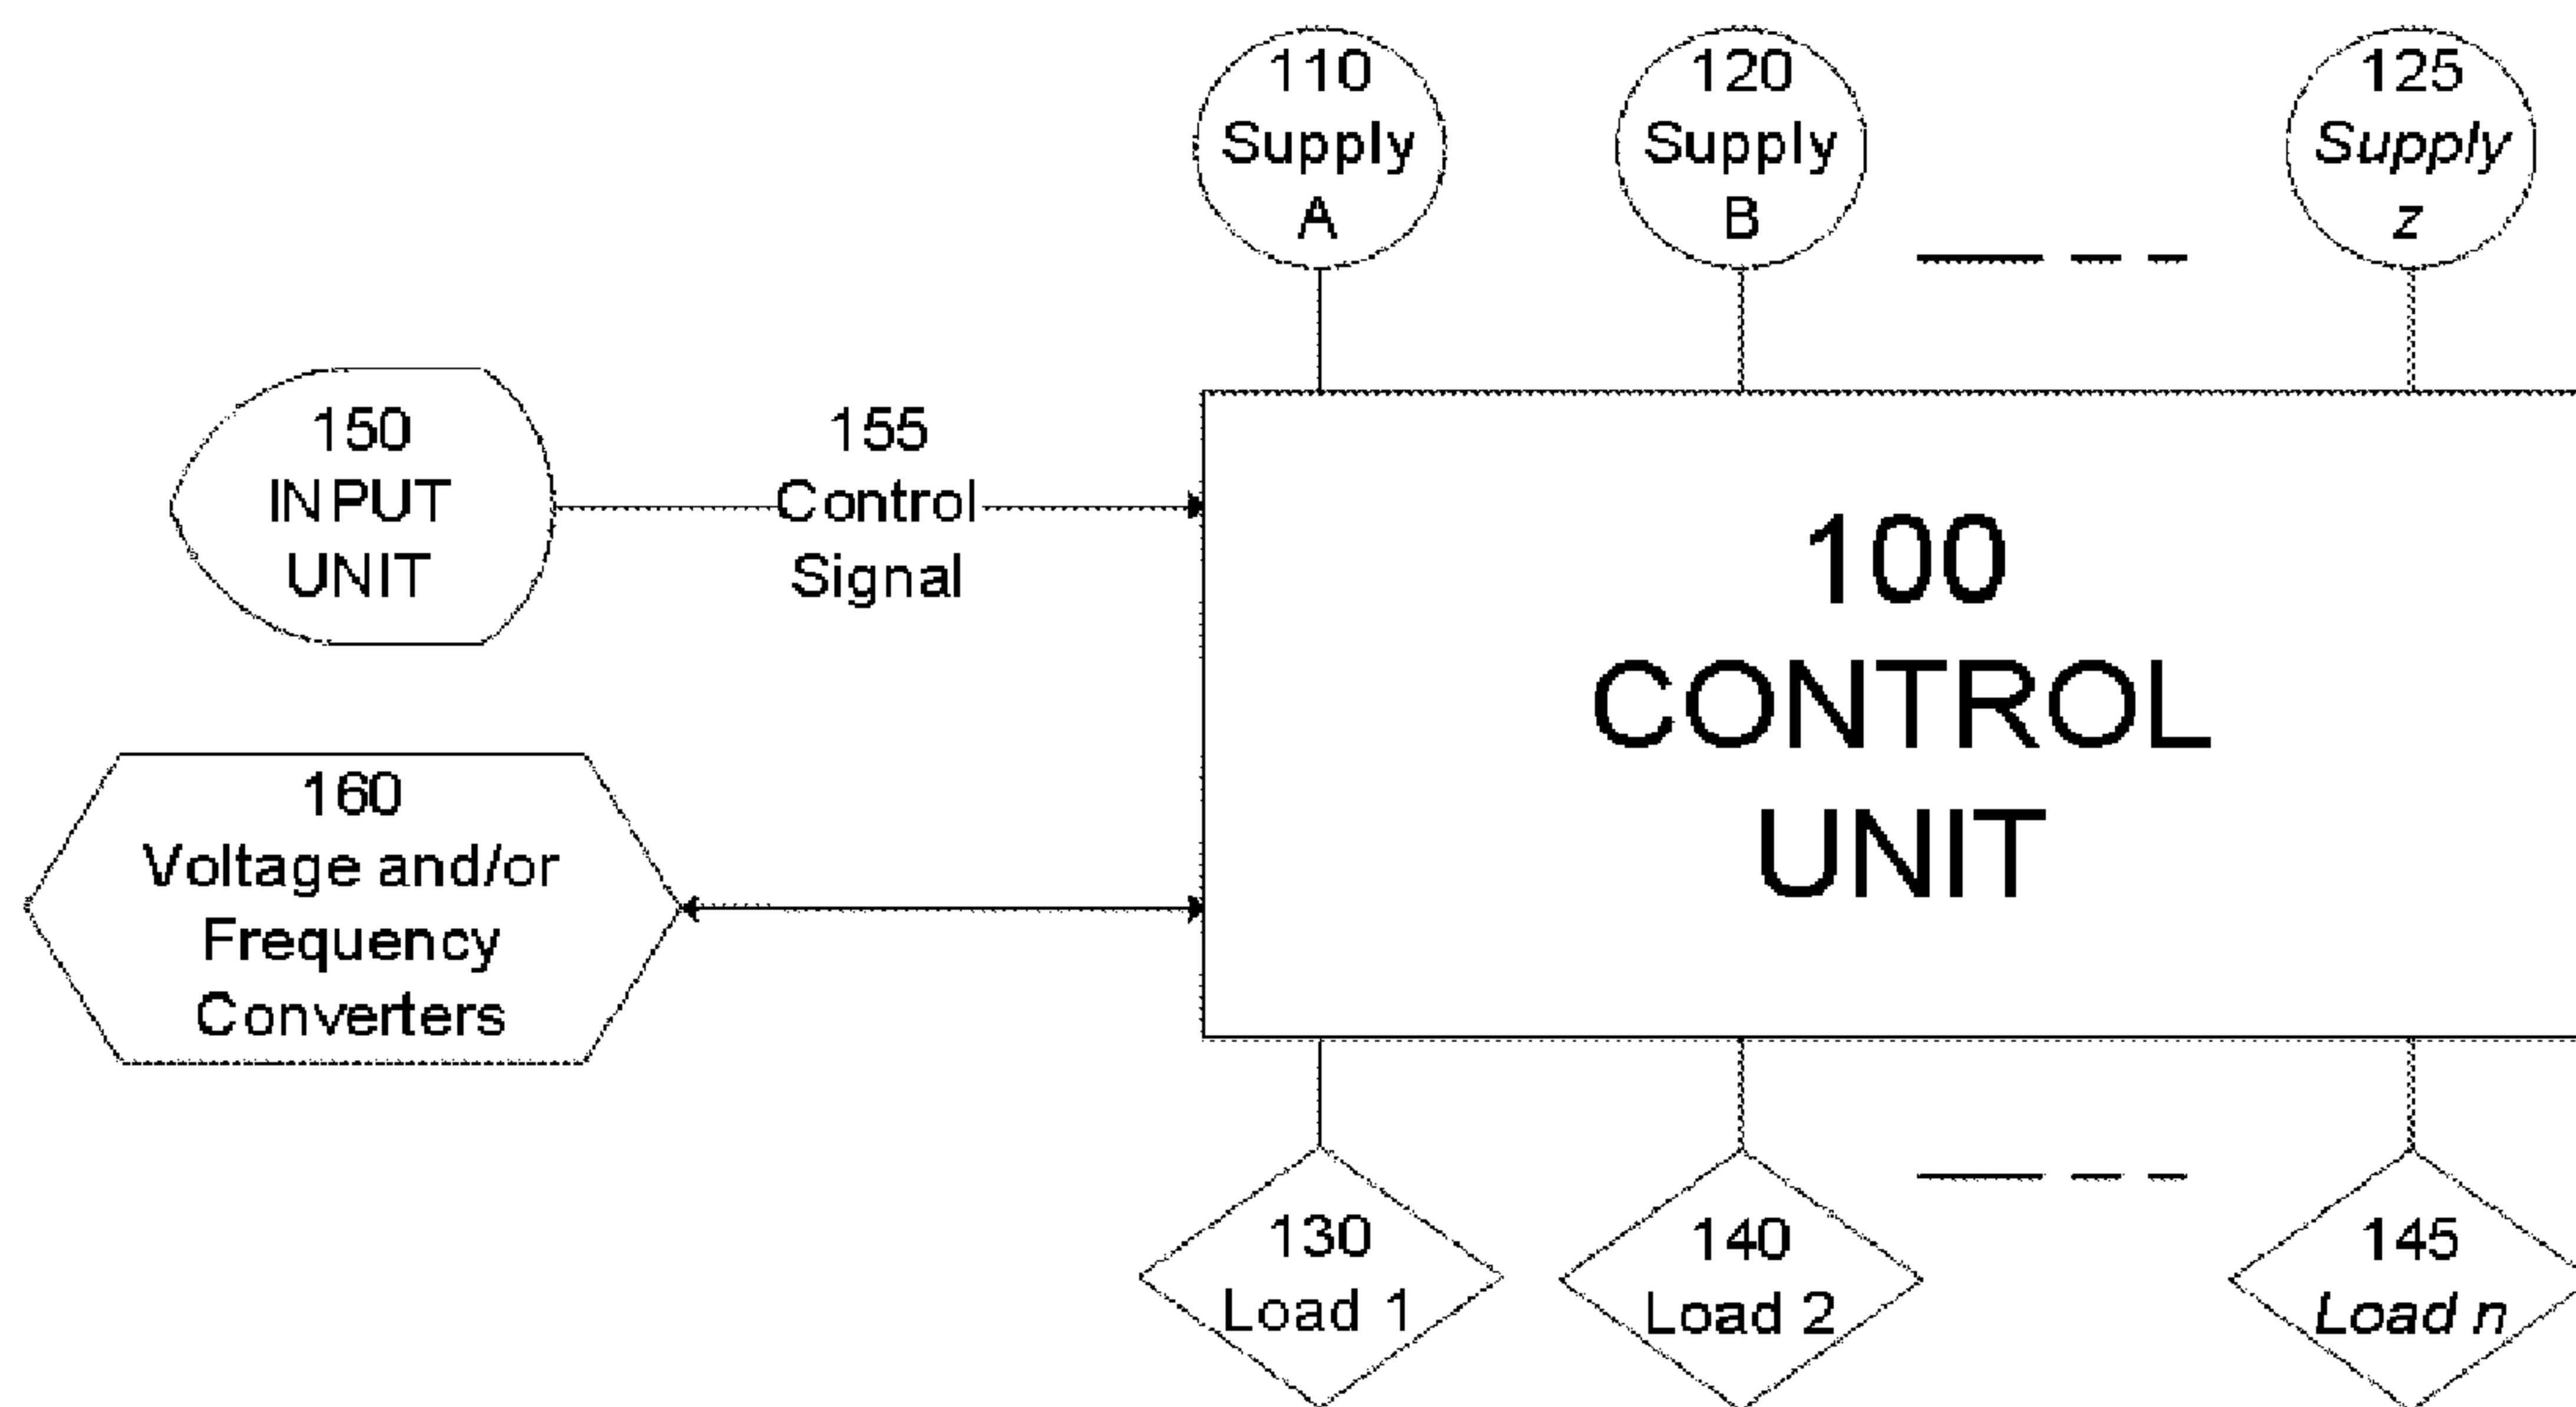 110
Supply
A
120
Supply
B
125
Supply
z
150
INPUT
UNIT
155
Control
Signal
100
CONTROL
UNIT
160
Voltage and/or
Frequency
Converters
130
Load 1
140
Load 2
145
Load n